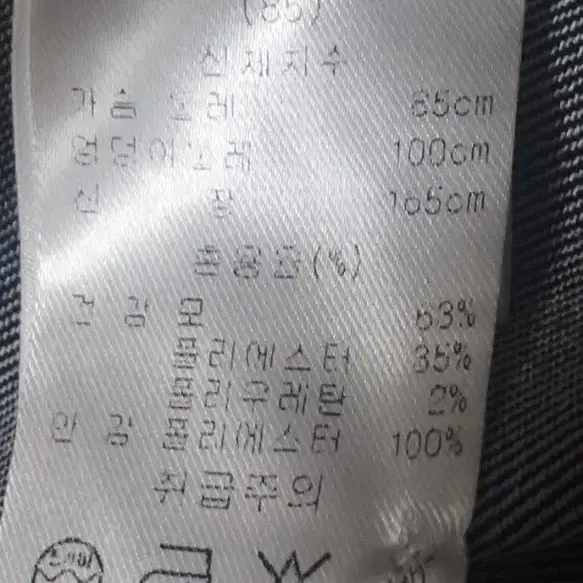 (85)
신체치수
가슴둘레 85cm
엉덩이둘레 100cm
신 장 165cm
혼용율(%)
겉감 모 63%
폴리에스터 35%
폴리우레탄 2%
안감 폴리에스터 100%
취급주의